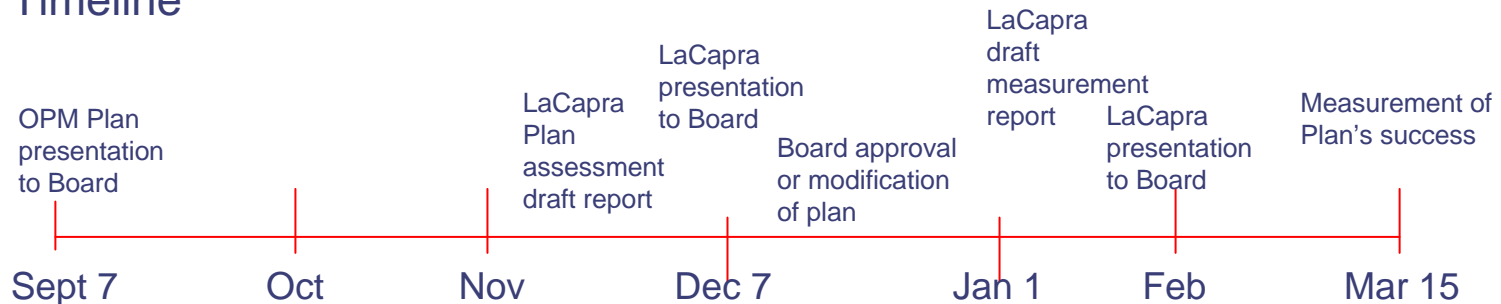 Timeline
OPM Plan
presentation
to Board
LaCapra
Plan
assessment
draft report
LaCapra
presentation
to Board
Board approval
or modification
of plan
LaCapra
draft
measurement
report
LaCapra
presentation
to Board
Measurement of
Plan's success
Sept 7
Oct
Nov
Dec 7
Jan 1
Feb
Mar 15